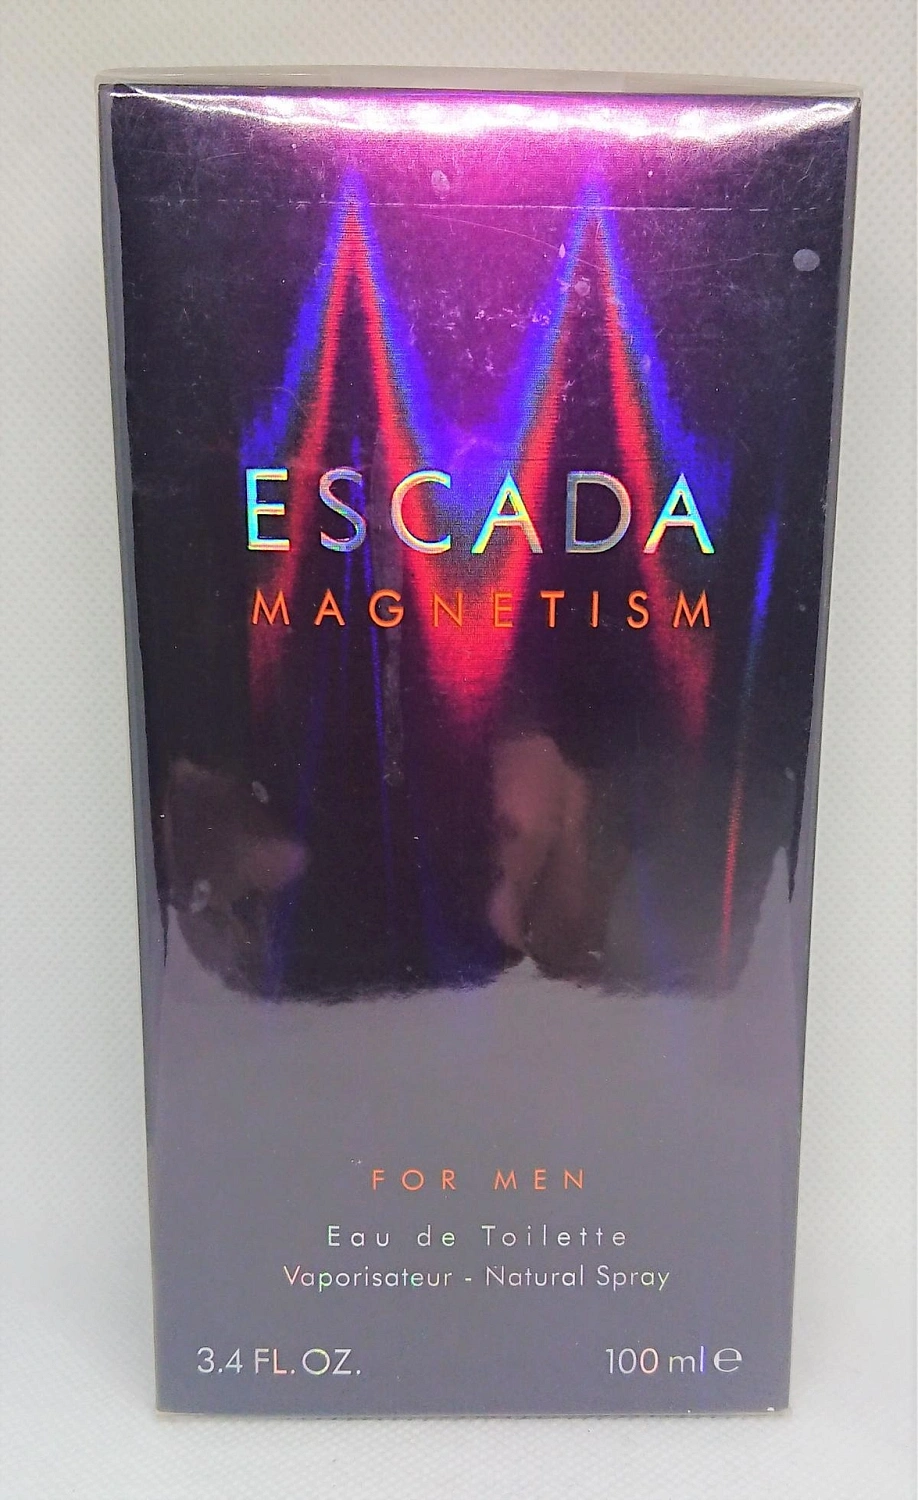 ESCADA
MAGNETISM
FOR MEN
Eau de Toilette
Vaporisateur - Natural Spray
3.4 FL.OZ. 100 ml ℮